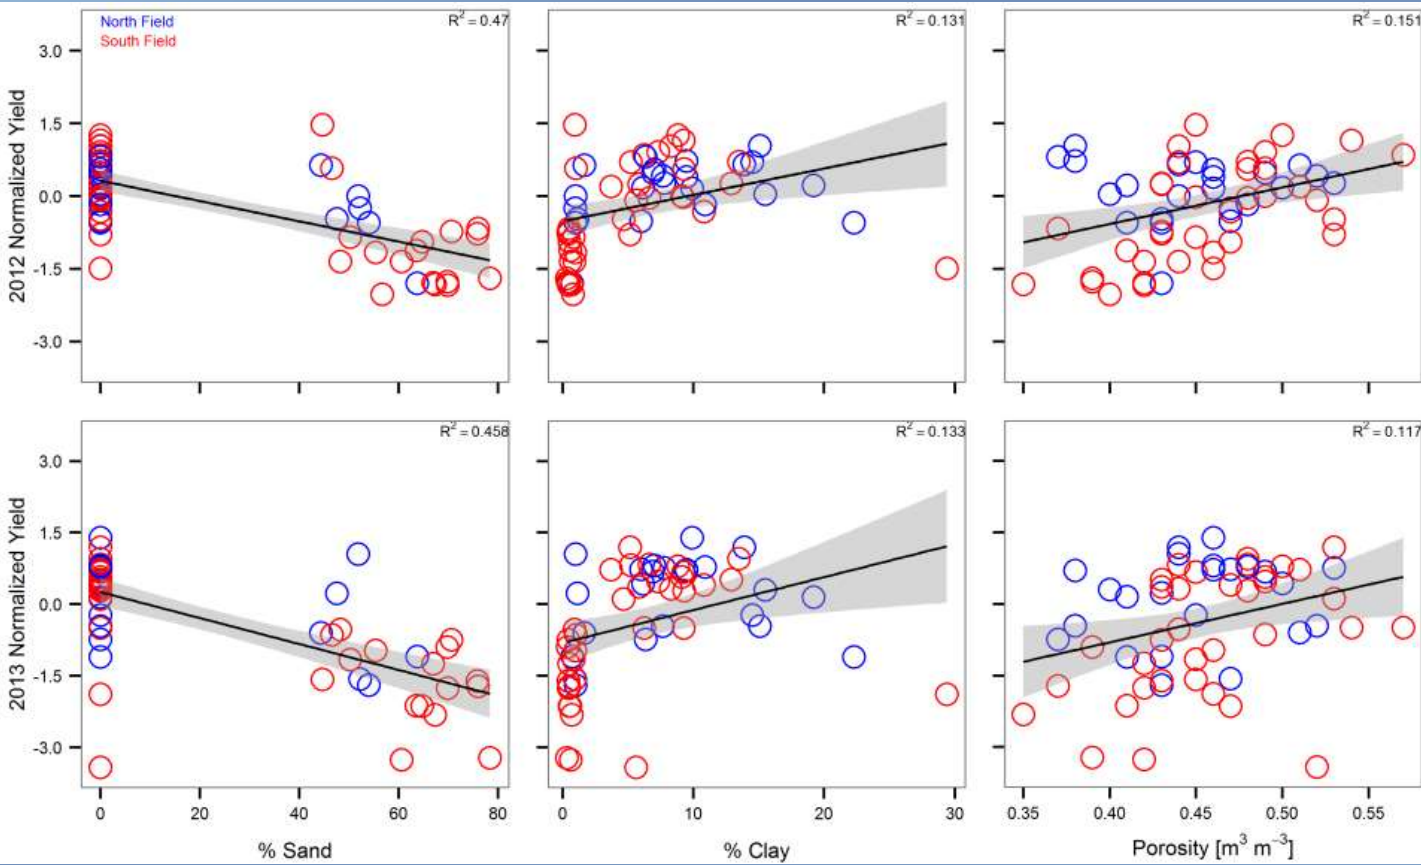 North Field
South Field
R² = 0.47
R² = 0.131
R² = 0.151
2012 Normalized Yield
3.0
1.5
0.0
-1.5
-3.0
R² = 0.458
R² = 0.133
R² = 0.117
2013 Normalized Yield
3.0
1.5
0.0
-1.5
-3.0
0 20 40 60 80
0 10 20 30
0.35 0.40 0.45 0.50 0.55
% Sand
% Clay
Porosity [m³ m⁻³]